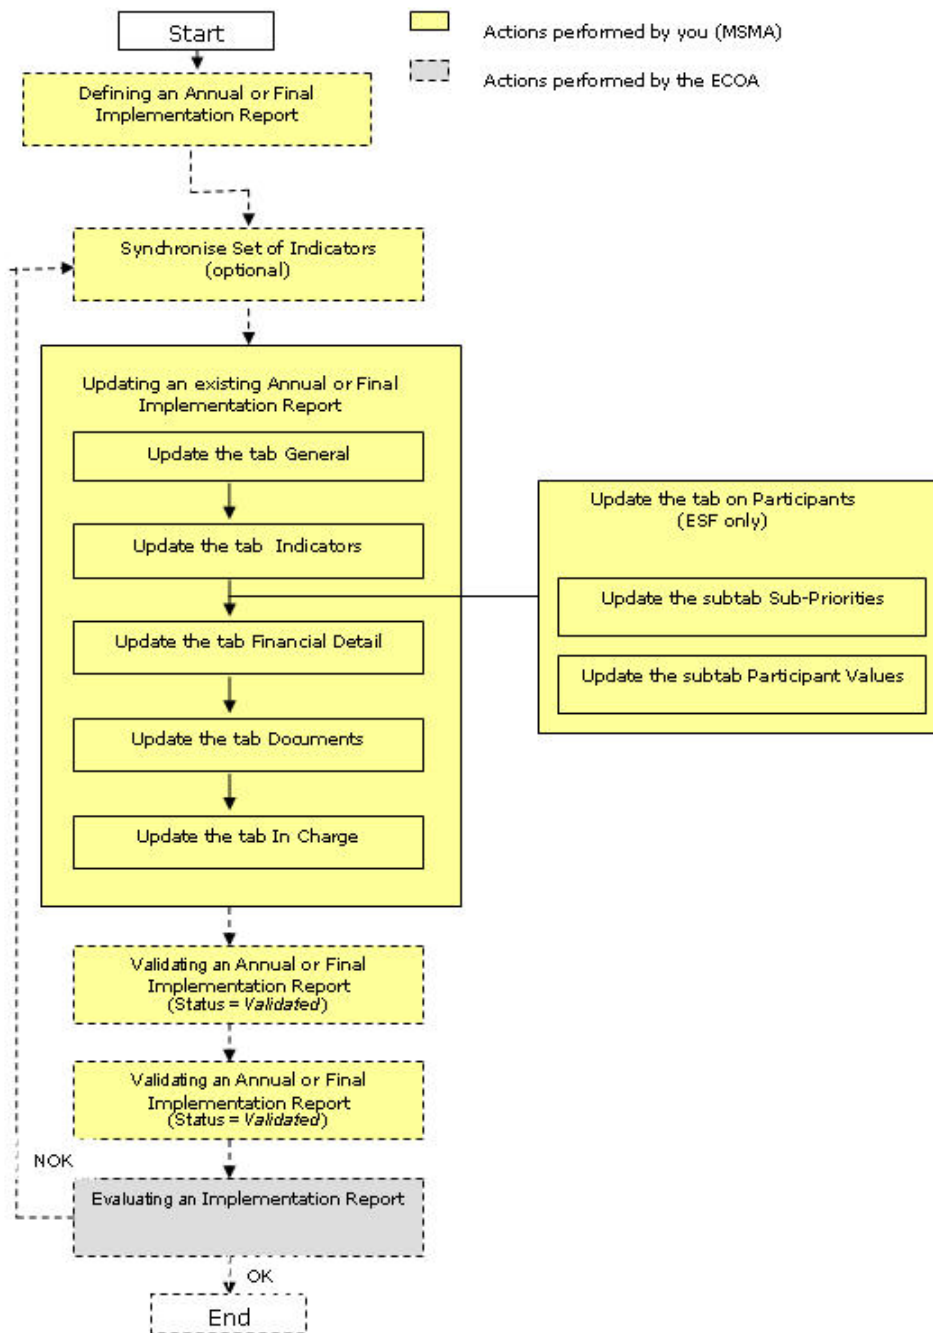 Start
Actions performed by you (MSMA)
Actions performed by the ECOA
Defining an Annual or Final
Implementation Report
Synchronise Set of Indicators
(optional)
Updating an existing Annual or Final
Implementation Report
Update the tab General
Update the tab Indicators
Update the tab Financial Detail
Update the tab Documents
Update the tab In Charge
Update the tab on Participants
(ESF only)
Update the subtab Sub-Priorities
Update the subtab Participant Values
Validating an Annual or Final
Implementation Report
(Status = Validated)
Validating an Annual or Final
Implementation Report
(Status = Validated)
NOK
Evaluating an Implementation Report
OK
End